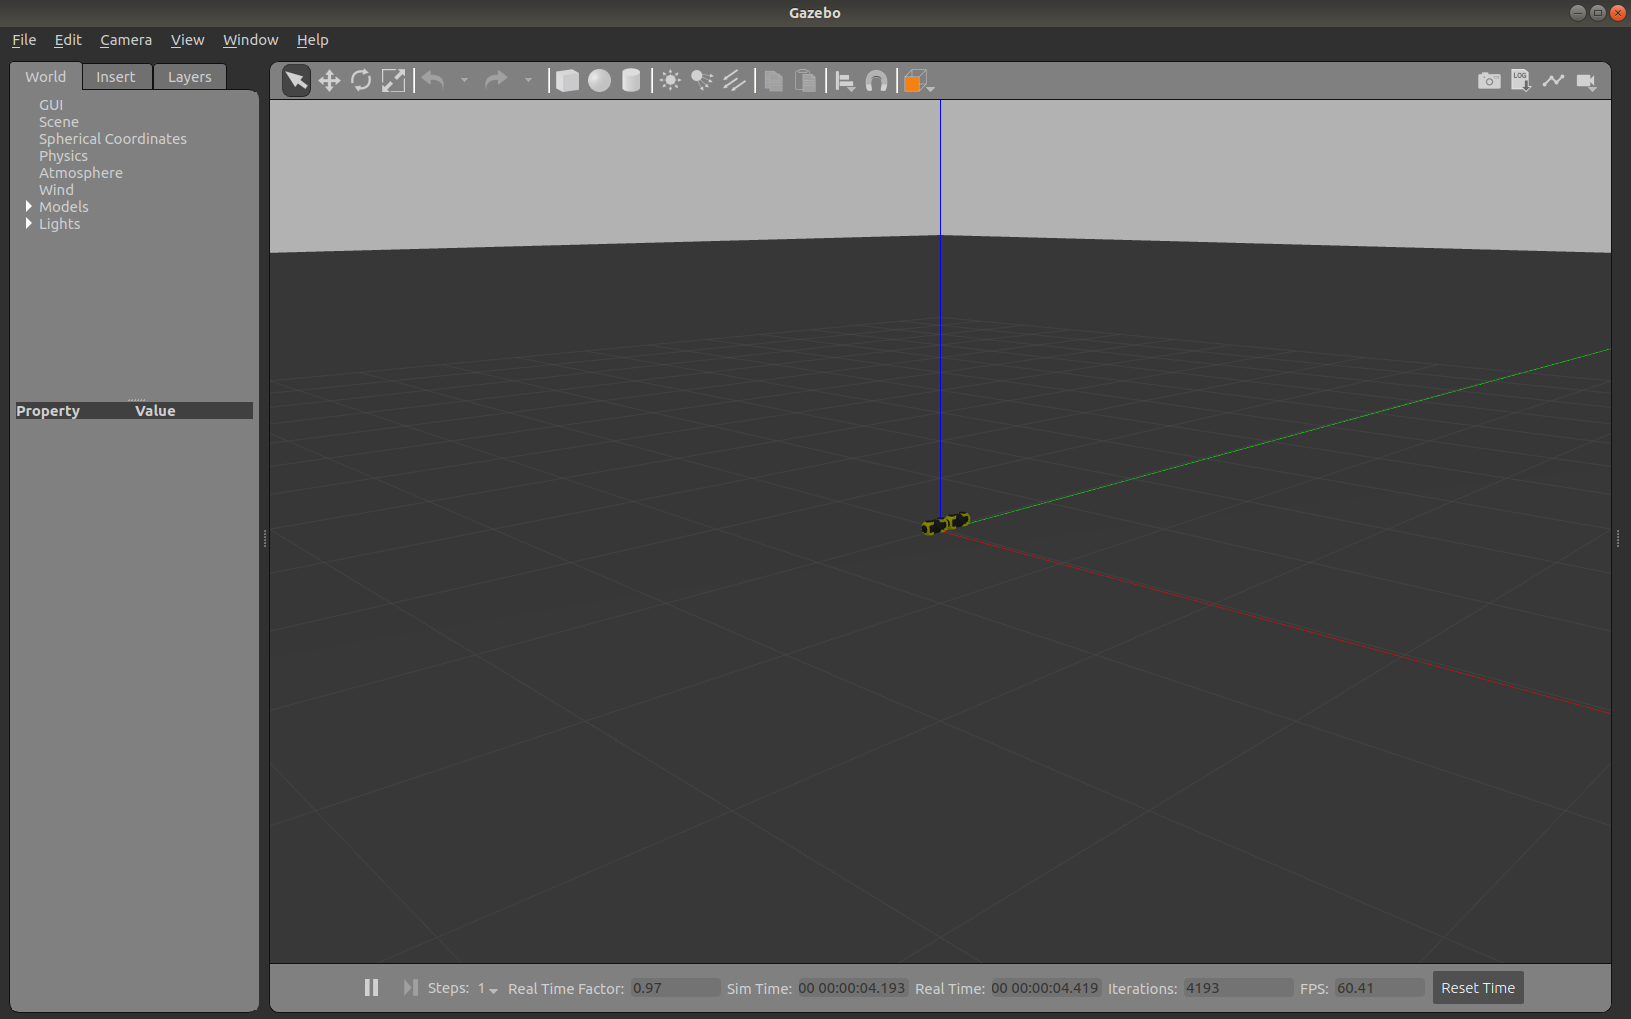 Gazebo
File Edit Camera View Window Help
World Insert Layers
GUI
Scene
Spherical Coordinates
Physics
Atmosphere
Wind
Models
Lights
Property Value
LOG
Steps: 1 Real Time Factor: 0.97 Sim Time: 00 00:00:04.193 Real Time: 00 00:00:04.419 Iterations: 4193 FPS: 60.41 Reset Time